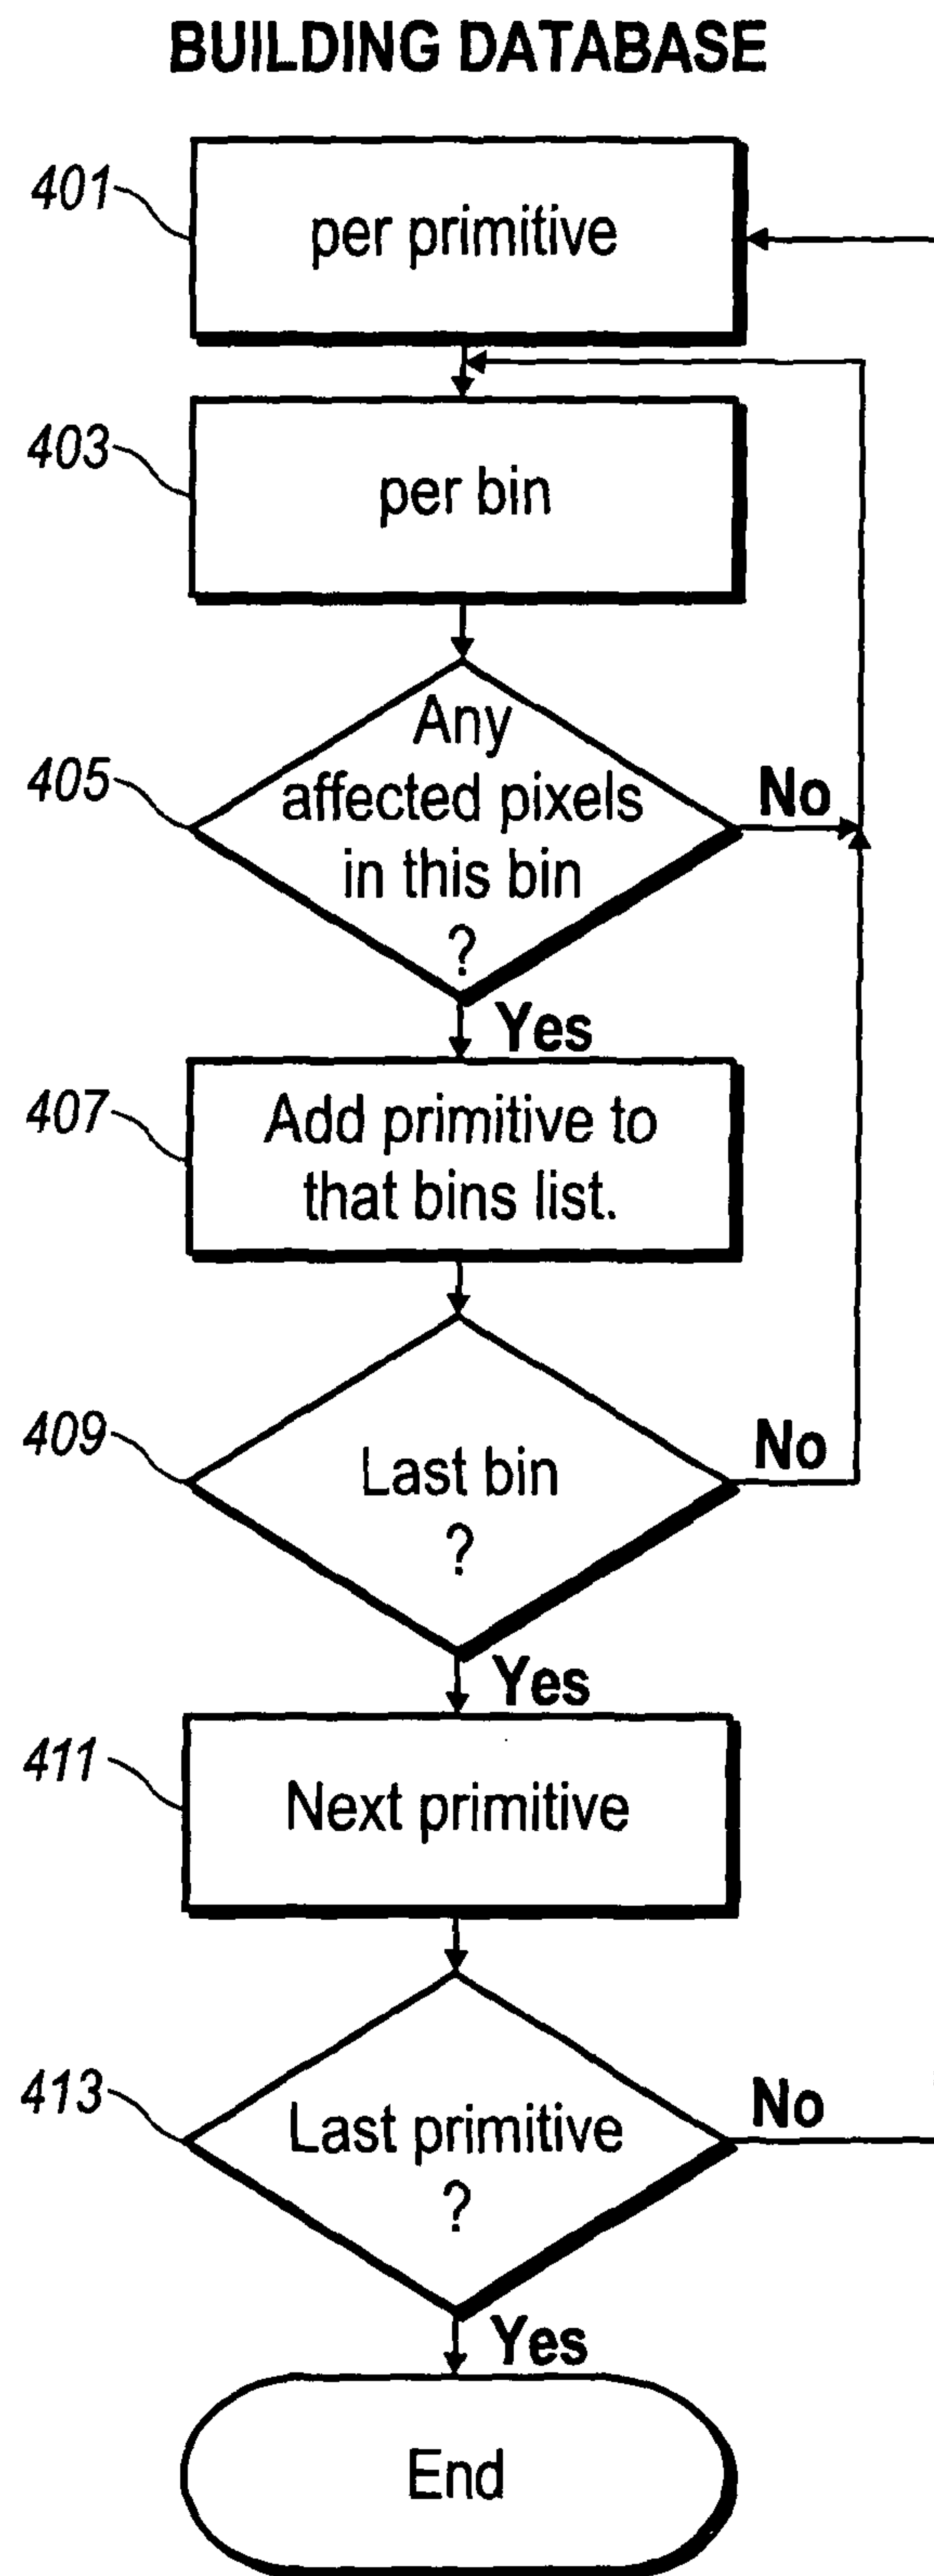 BUILDING DATABASE
401
per primitive
403
per bin
405
Any
affected pixels
in this bin
?
No
Yes
407
Add primitive to
that bins list.
409
Last bin
?
No
Yes
411
Next primitive
413
Last primitive
?
No
Yes
End